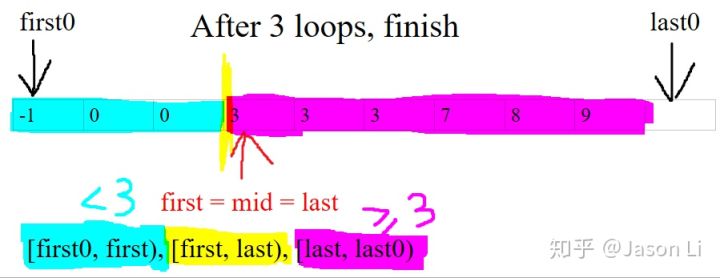 After 3 loops, finish
first0 last0
-1 0 0 3 3 3 7 8 9
<3 first = mid = last ≥3
[first0, first), [first, last), [last, last0)
知乎 @Jason Li